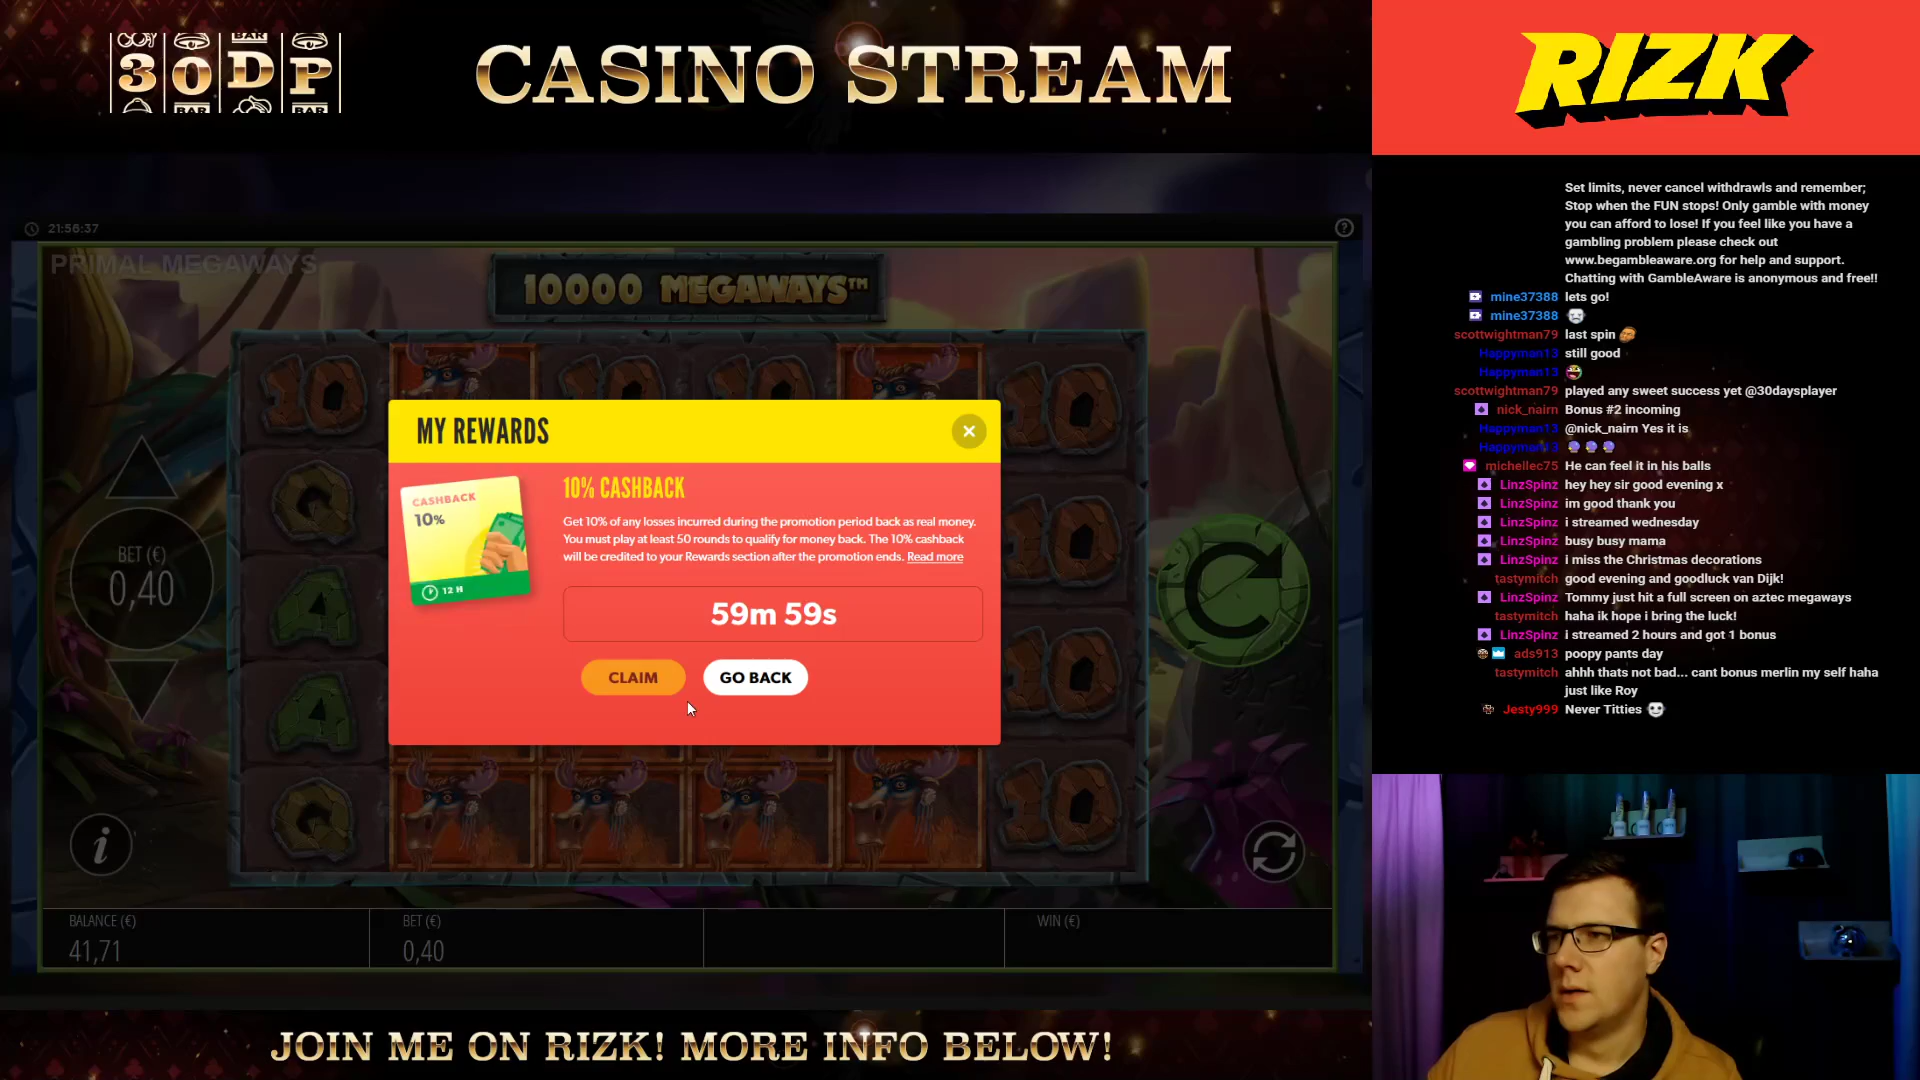 30DP
BAR
BAR
BAR
CASINO STREAM
RIZK
21:56:37
PRIMAL MEGAWAYS
10000 MEGAWAYS™
BET (€)
0,40
MY REWARDS
CASHBACK
10%
12 H
10% CASHBACK
Get 10% of any losses incurred during the promotion period back as real money.
You must play at least 50 rounds to qualify for money back. The 10% cashback
will be credited to your Rewards section after the promotion ends. Read more
59m 59s
CLAIM
GO BACK
BALANCE (€)
41,71
BET (€)
0,40
WIN (€)
JOIN ME ON RIZK! MORE INFO BELOW!
Set limits, never cancel withdrawls and remember;
Stop when the FUN stops! Only gamble with money
you can afford to lose! If you feel like you have a
gambling problem please check out
www.begambleaware.org for help and support.
Chatting with GambleAware is anonymous and free!!
mine37388 lets go!
mine37388
scottwightman79 last spin
Happyman13 still good
Happyman13
scottwightman79 played any sweet success yet @30daysplayer
nick_nairn Bonus #2 incoming
Happyman13 @nick_nairn Yes it is
Happyman13
michellec75 He can feel it in his balls
LinzSpinz hey hey sir good evening x
LinzSpinz im good thank you
LinzSpinz i streamed wednesday
LinzSpinz busy busy mama
LinzSpinz i miss the Christmas decorations
tastymitch good evening and goodluck van Dijk!
LinzSpinz Tommy just hit a full screen on aztec megaways
tastymitch haha ik hope i bring the luck!
LinzSpinz i streamed 2 hours and got 1 bonus
ads913 poopy pants day
tastymitch ahhh thats not bad... cant bonus merlin my self haha
just like Roy
Jesty999 Never Titties